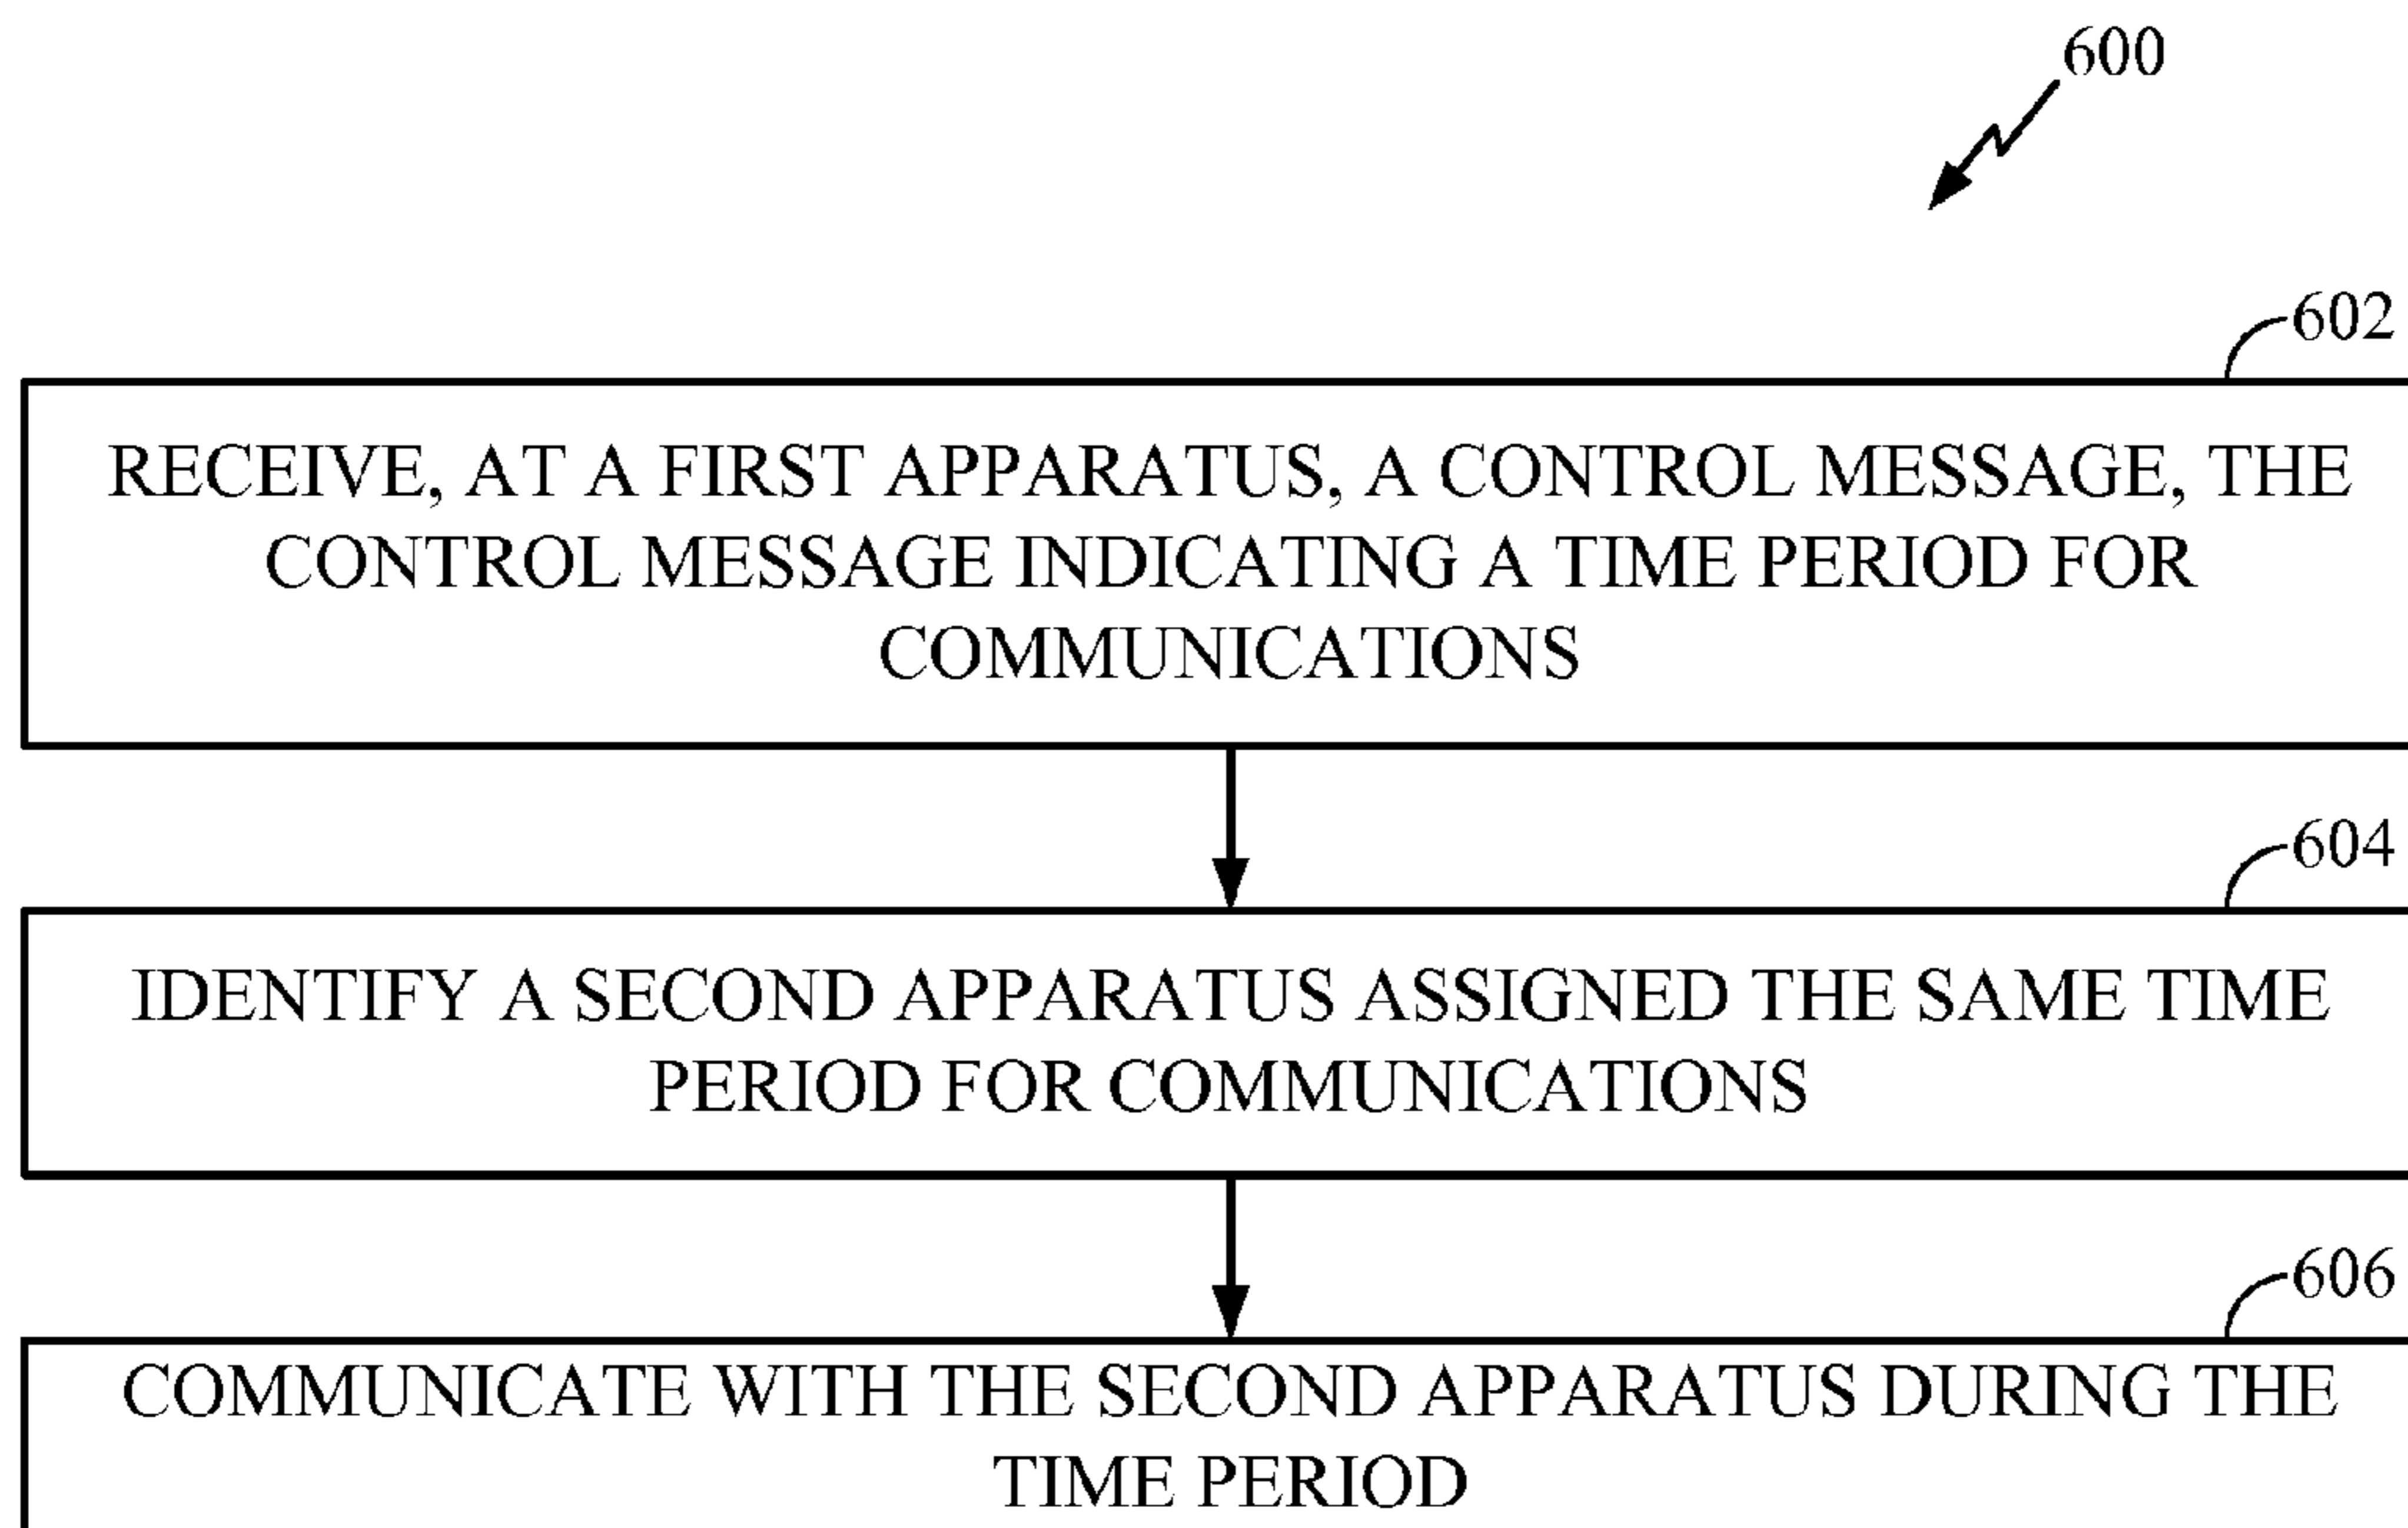 600
602
RECEIVE, AT A FIRST APPARATUS, A CONTROL MESSAGE, THE
CONTROL MESSAGE INDICATING A TIME PERIOD FOR
COMMUNICATIONS
604
IDENTIFY A SECOND APPARATUS ASSIGNED THE SAME TIME
PERIOD FOR COMMUNICATIONS
606
COMMUNICATE WITH THE SECOND APPARATUS DURING THE
TIME PERIOD